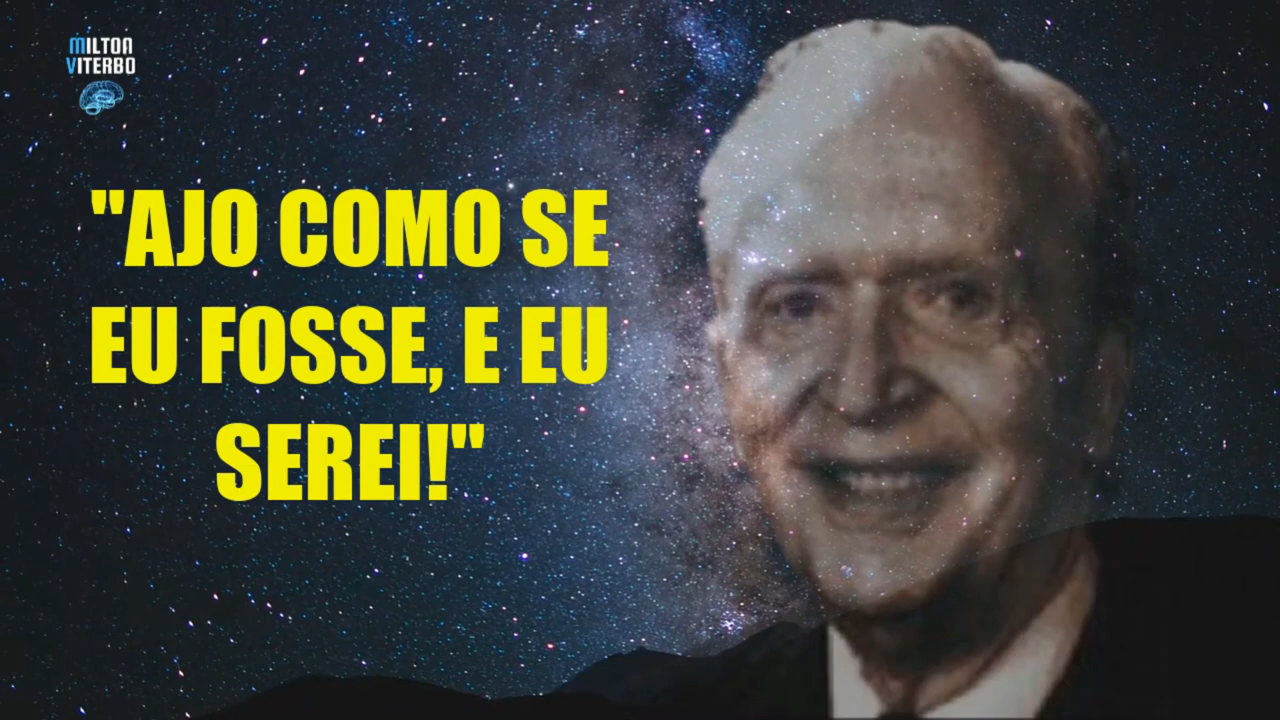 MILTON
VITERBO
"AJO COMO SE
EU FOSSE, E EU
SEREI!"